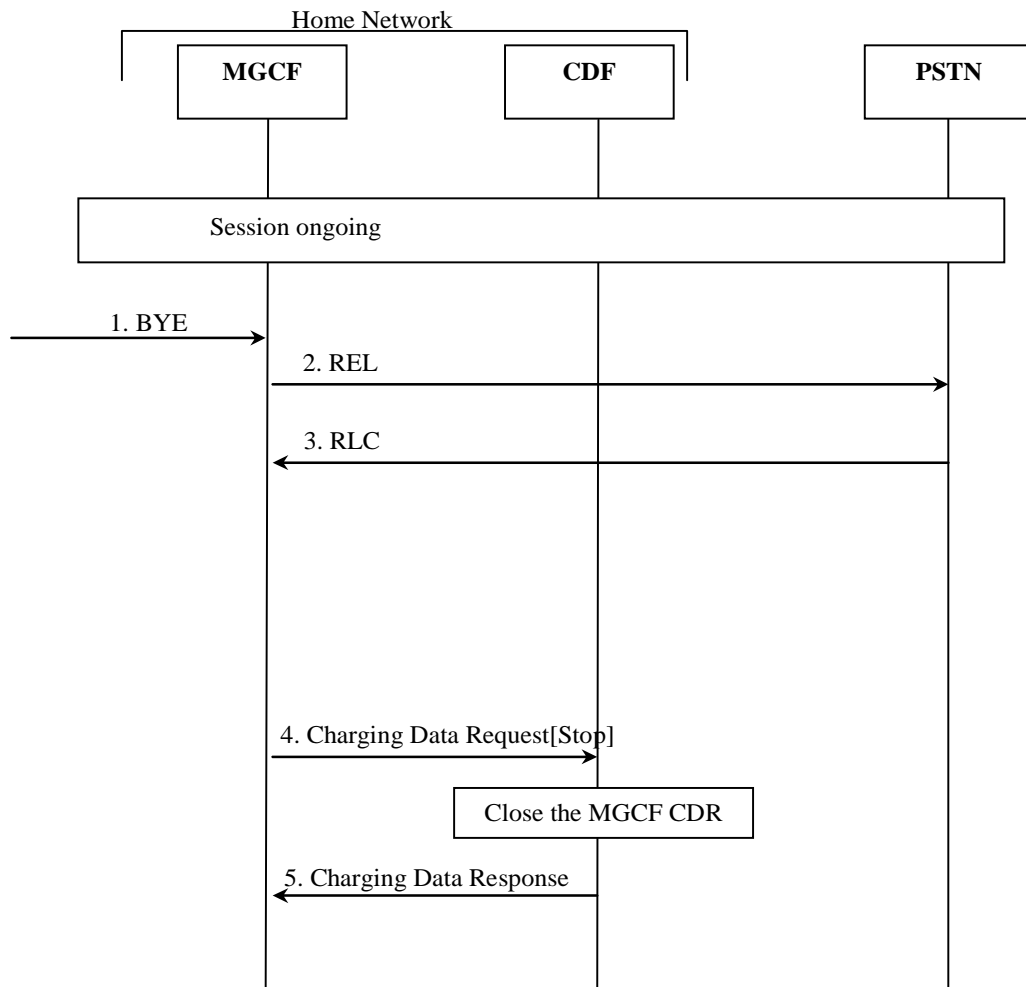 Home Network
MGCF
CDF
PSTN
Session ongoing
1. BYE
2. REL
3. RLC
4. Charging Data Request[Stop]
Close the MGCF CDR
5. Charging Data Response